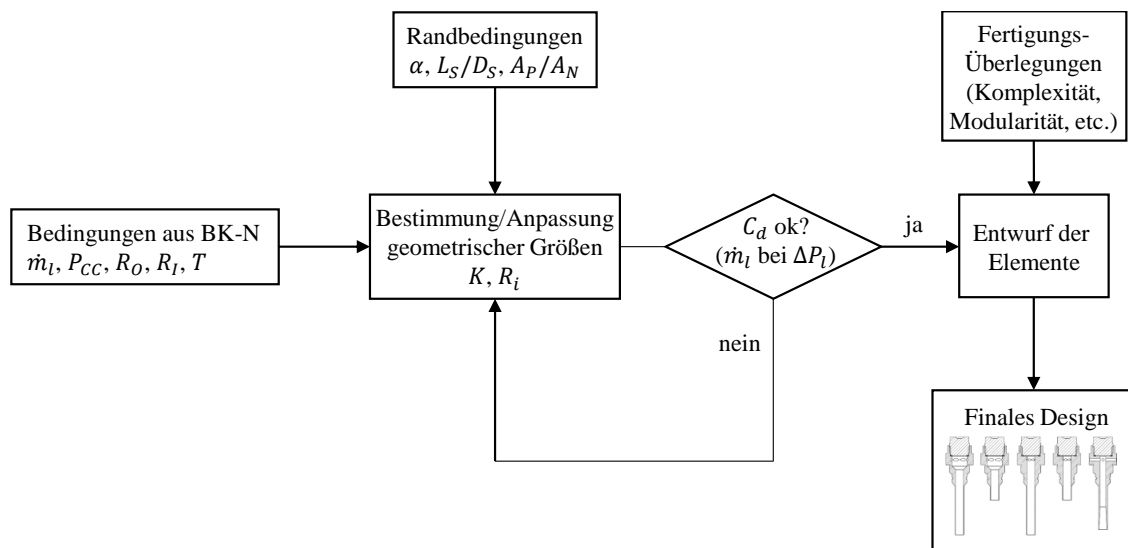 Randbedingungen
α, L_S/D_S, A_P/A_N
Fertigungs-
Überlegungen
(Komplexität,
Modularität, etc.)
Bedingungen aus BK-N
ṁ_l, P_CC, R_O, R_I, T
Bestimmung/Anpassung
geometrischer Größen
K, R_i
C_d ok?
(ṁ_l bei ΔP_l)
ja
Entwurf der
Elemente
nein
Finales Design